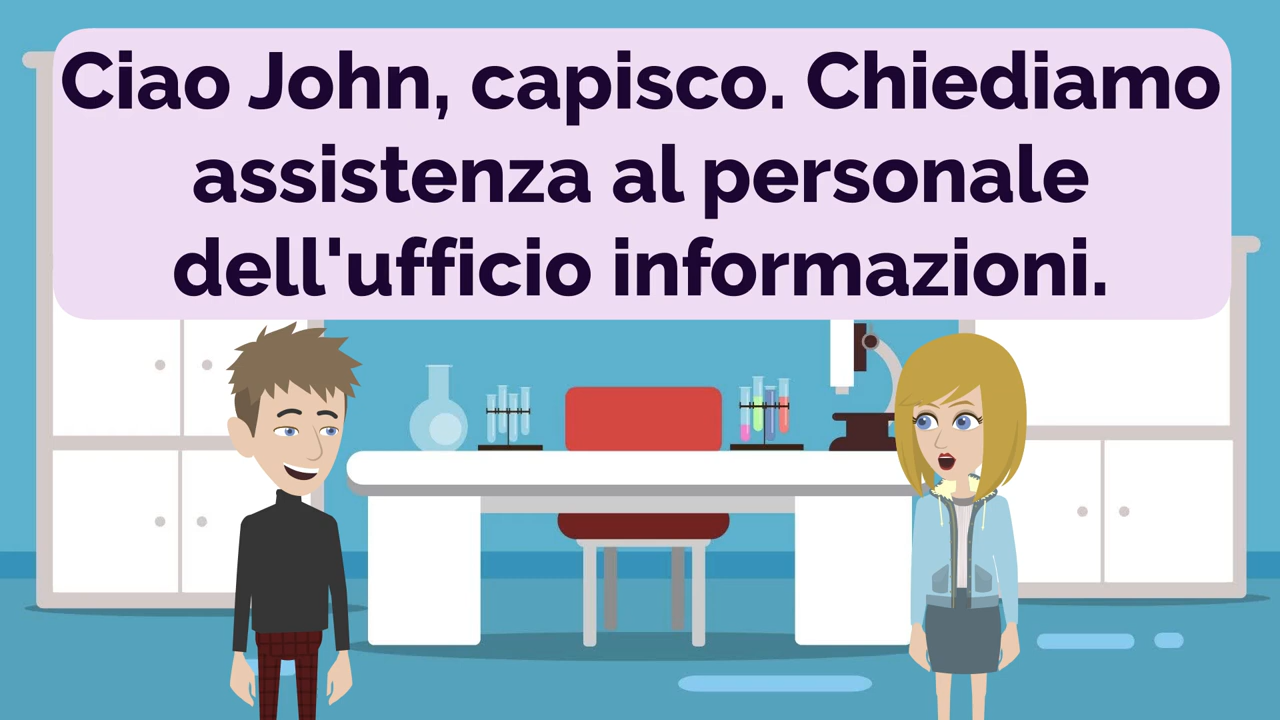 Ciao John, capisco. Chiediamo
assistenza al personale
dell'ufficio informazioni.